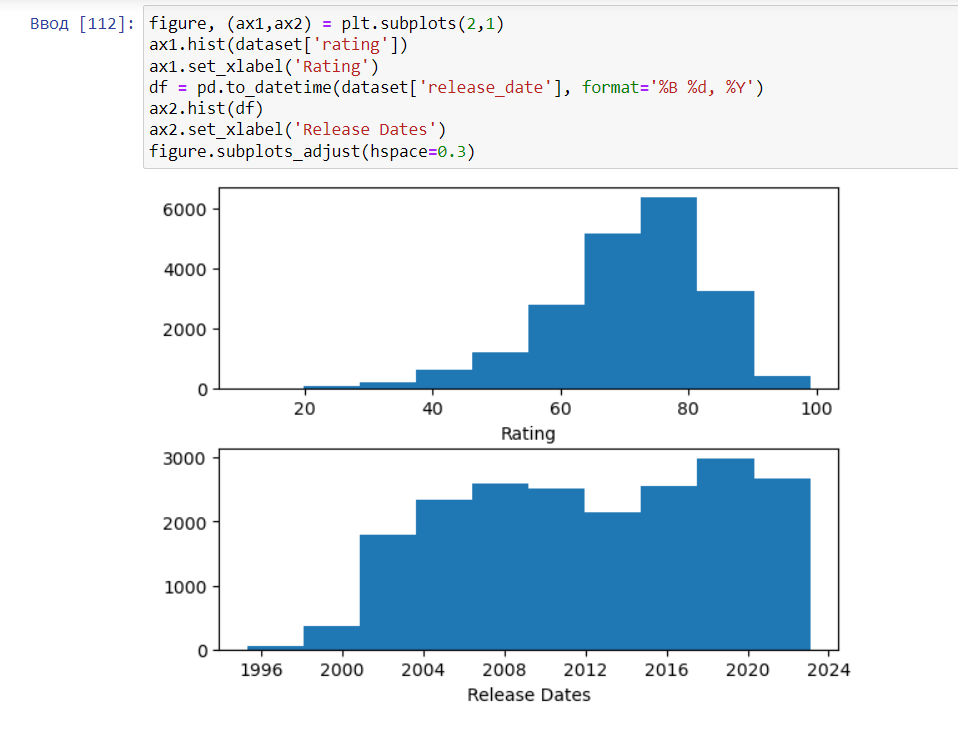 Ввод [112]: figure, (ax1,ax2) = plt.subplots(2,1)
ax1.hist(dataset['rating'])
ax1.set_xlabel('Rating')
df = pd.to_datetime(dataset['release_date'], format='%B %d, %Y')
ax2.hist(df)
ax2.set_xlabel('Release Dates')
figure.subplots_adjust(hspace=0.3)
6000
4000
2000
0
20 40 60 80 100
Rating
3000
2000
1000
0
1996 2000 2004 2008 2012 2016 2020 2024
Release Dates